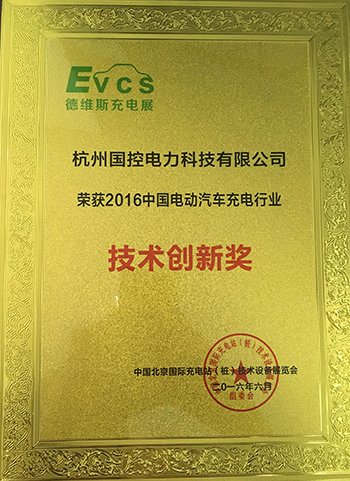 EVCS
德维斯充电展
杭州国控电力科技有限公司
荣获2016中国电动汽车充电行业
技术创新奖
中国北京国际充电站（桩）技术设备展览会
二〇一六年六月
组委会